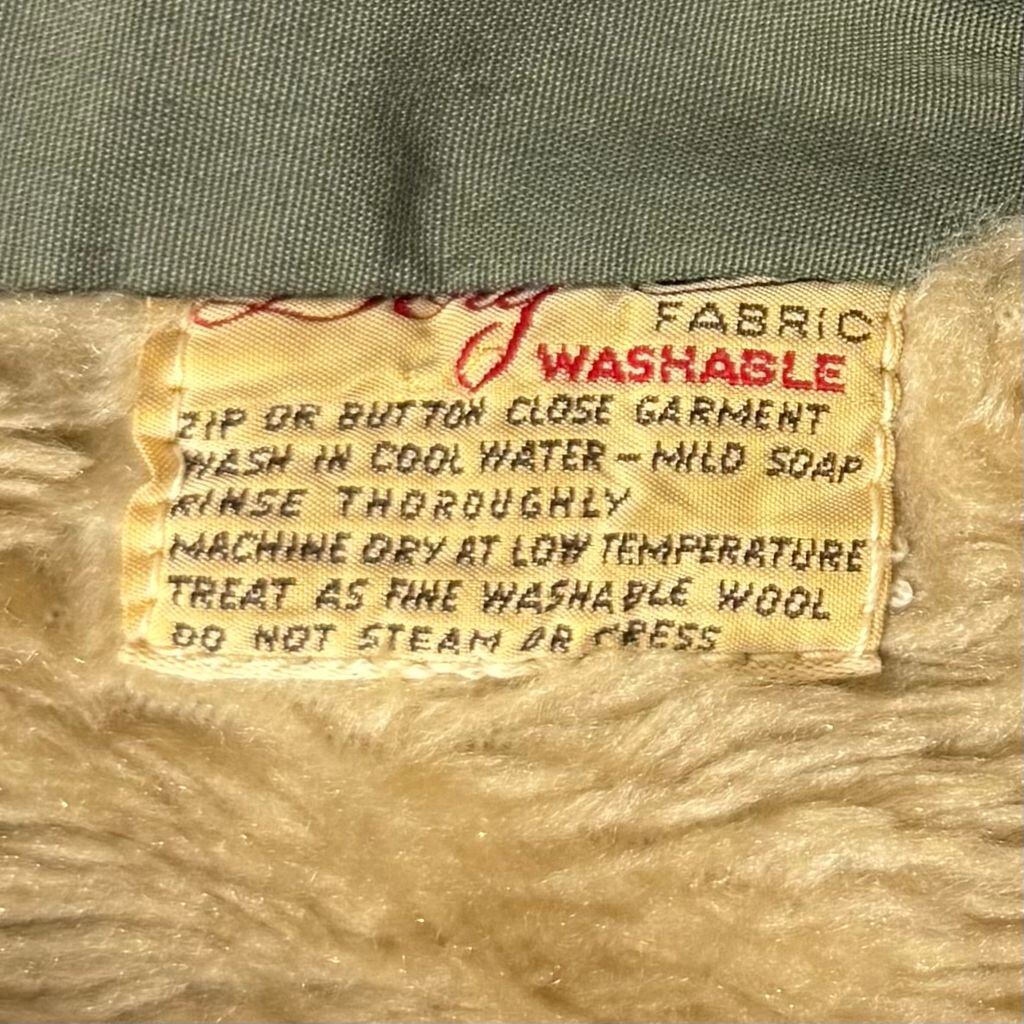 FABRIC
WASHABLE
ZIP OR BUTTON CLOSE GARMENT
WASH IN COOL WATER - MILD SOAP
RINSE THOROUGHLY
MACHINE DRY AT LOW TEMPERATURE
TREAT AS FINE WASHABLE WOOL
DO NOT STEAM OR PRESS